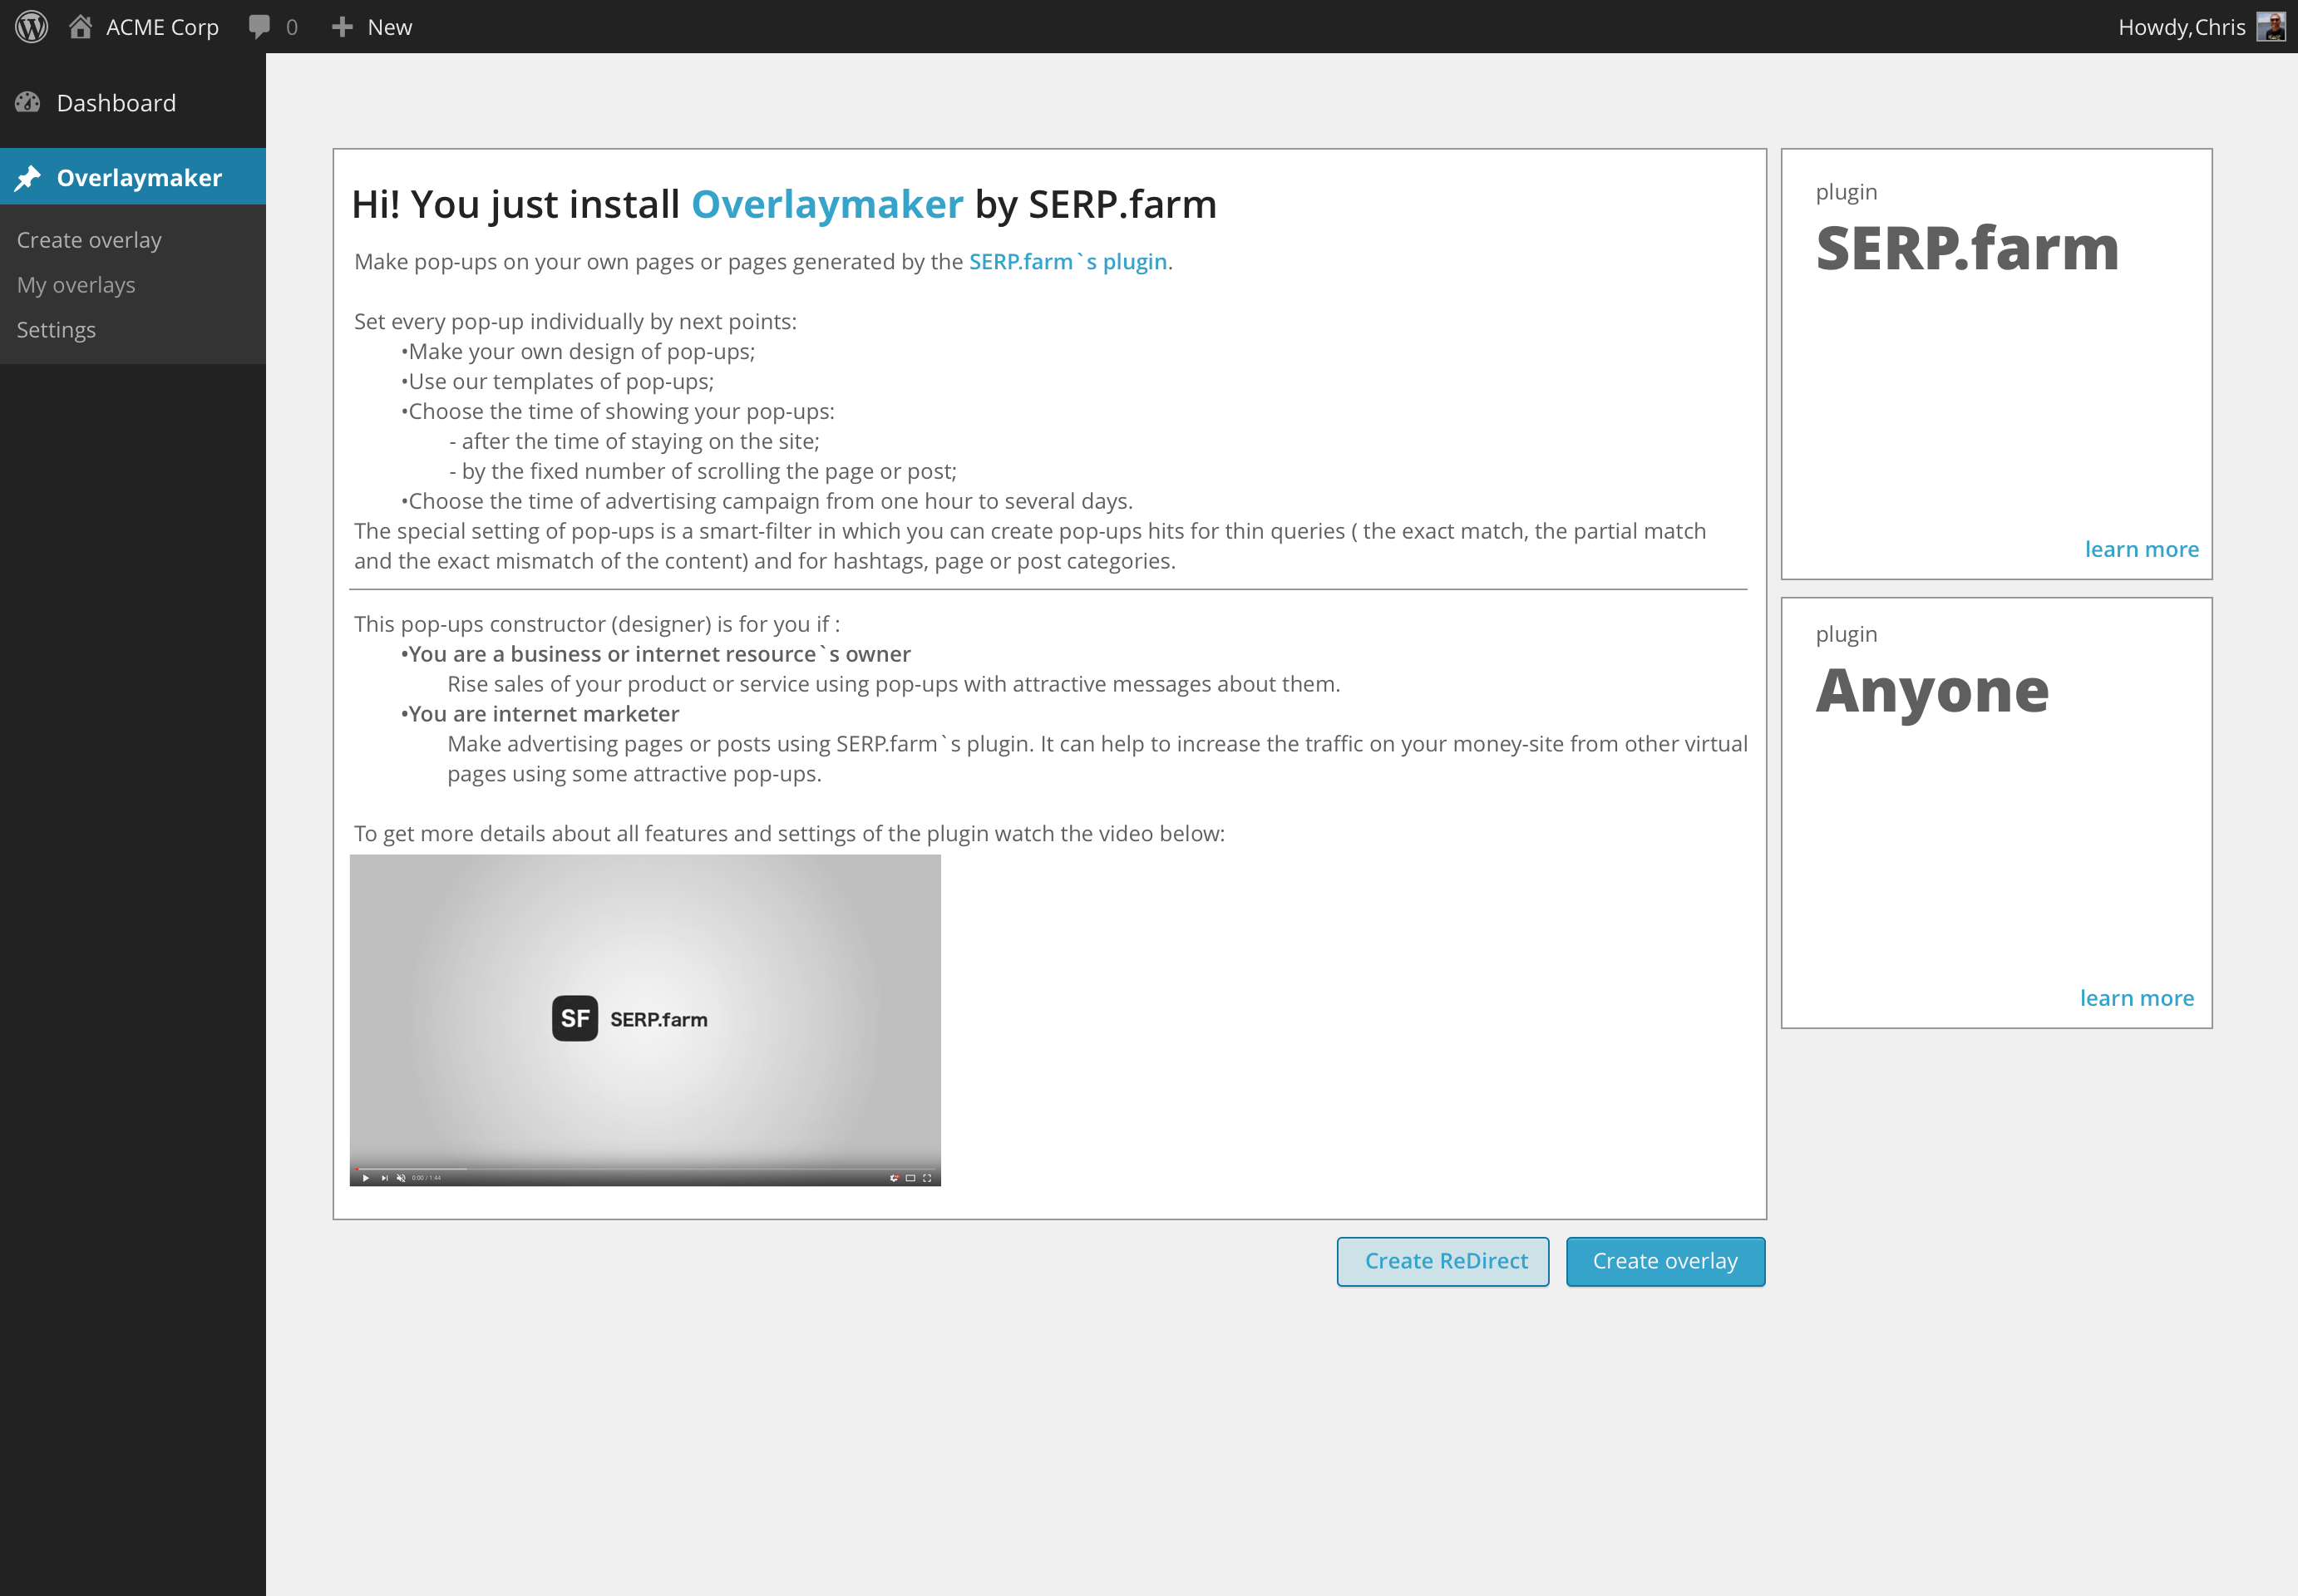 ACME Corp 0 New Howdy,Chris
Dashboard
Overlaymaker
Create overlay
My overlays
Settings
Hi! You just install Overlaymaker by SERP.farm
Make pop-ups on your own pages or pages generated by the SERP.farm`s plugin.
Set every pop-up individually by next points:
•Make your own design of pop-ups;
•Use our templates of pop-ups;
•Choose the time of showing your pop-ups:
- after the time of staying on the site;
- by the fixed number of scrolling the page or post;
•Choose the time of advertising campaign from one hour to several days.
The special setting of pop-ups is a smart-filter in which you can create pop-ups hits for thin queries ( the exact match, the partial match
and the exact mismatch of the content) and for hashtags, page or post categories.
This pop-ups constructor (designer) is for you if :
•You are a business or internet resource`s owner
Rise sales of your product or service using pop-ups with attractive messages about them.
•You are internet marketer
Make advertising pages or posts using SERP.farm`s plugin. It can help to increase the traffic on your money-site from other virtual
pages using some attractive pop-ups.
To get more details about all features and settings of the plugin watch the video below:
SF SERP.farm
0:00 / 1:44
Create ReDirect
Create overlay
plugin
SERP.farm
learn more
plugin
Anyone
learn more